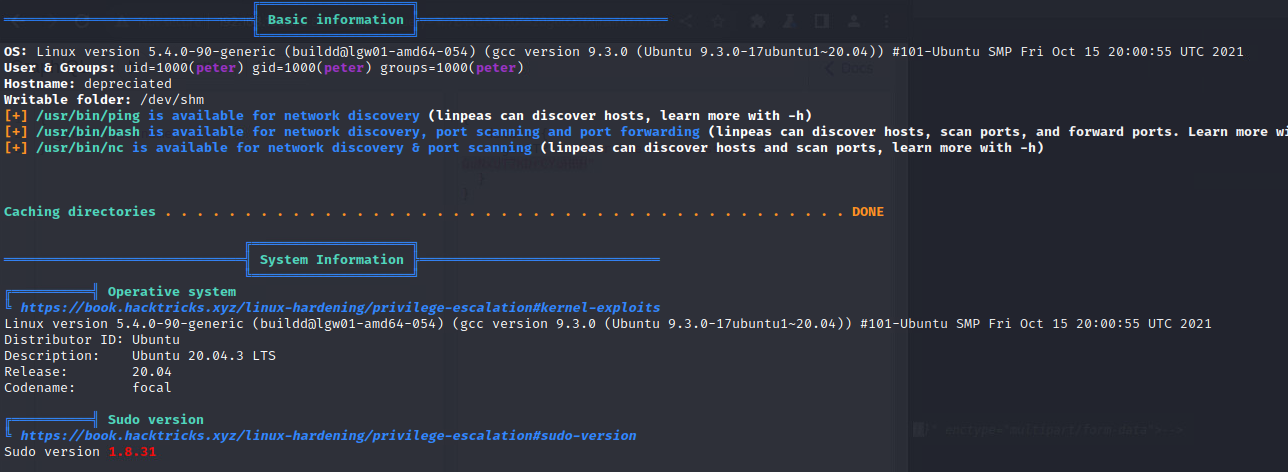 Basic information
OS: Linux version 5.4.0-90-generic (buildd@lgw01-amd64-054) (gcc version 9.3.0 (Ubuntu 9.3.0-17ubuntu1~20.04)) #101-Ubuntu SMP Fri Oct 15 20:00:55 UTC 2021
User & Groups: uid=1000(peter) gid=1000(peter) groups=1000(peter)
Hostname: depreciated
Writable folder: /dev/shm
[+] /usr/bin/ping is available for network discovery (linpeas can discover hosts, learn more with -h)
[+] /usr/bin/bash is available for network discovery, port scanning and port forwarding (linpeas can discover hosts, scan ports, and forward ports. Learn more wi
[+] /usr/bin/nc is available for network discovery & port scanning (linpeas can discover hosts and scan ports, learn more with -h)
Caching directories . . . . . . . . . . . . . . . . . . . . . . . . . . . . . . . . . . . . . . . . . . . DONE
System Information
Operative system
https://book.hacktricks.xyz/linux-hardening/privilege-escalation#kernel-exploits
Linux version 5.4.0-90-generic (buildd@lgw01-amd64-054) (gcc version 9.3.0 (Ubuntu 9.3.0-17ubuntu1~20.04)) #101-Ubuntu SMP Fri Oct 15 20:00:55 UTC 2021
Distributor ID: Ubuntu
Description: Ubuntu 20.04.3 LTS
Release: 20.04
Codename: focal
Sudo version
https://book.hacktricks.xyz/linux-hardening/privilege-escalation#sudo-version
Sudo version 1.8.31